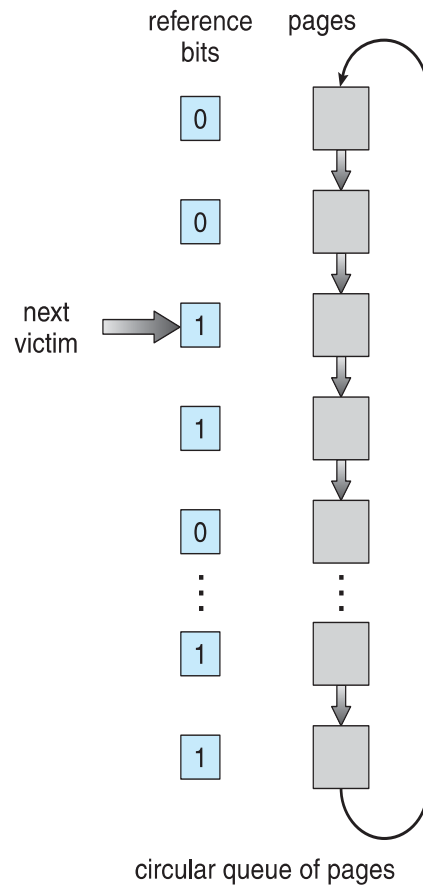 reference bits
pages
0
0
next victim
1
1
0
1
1
circular queue of pages